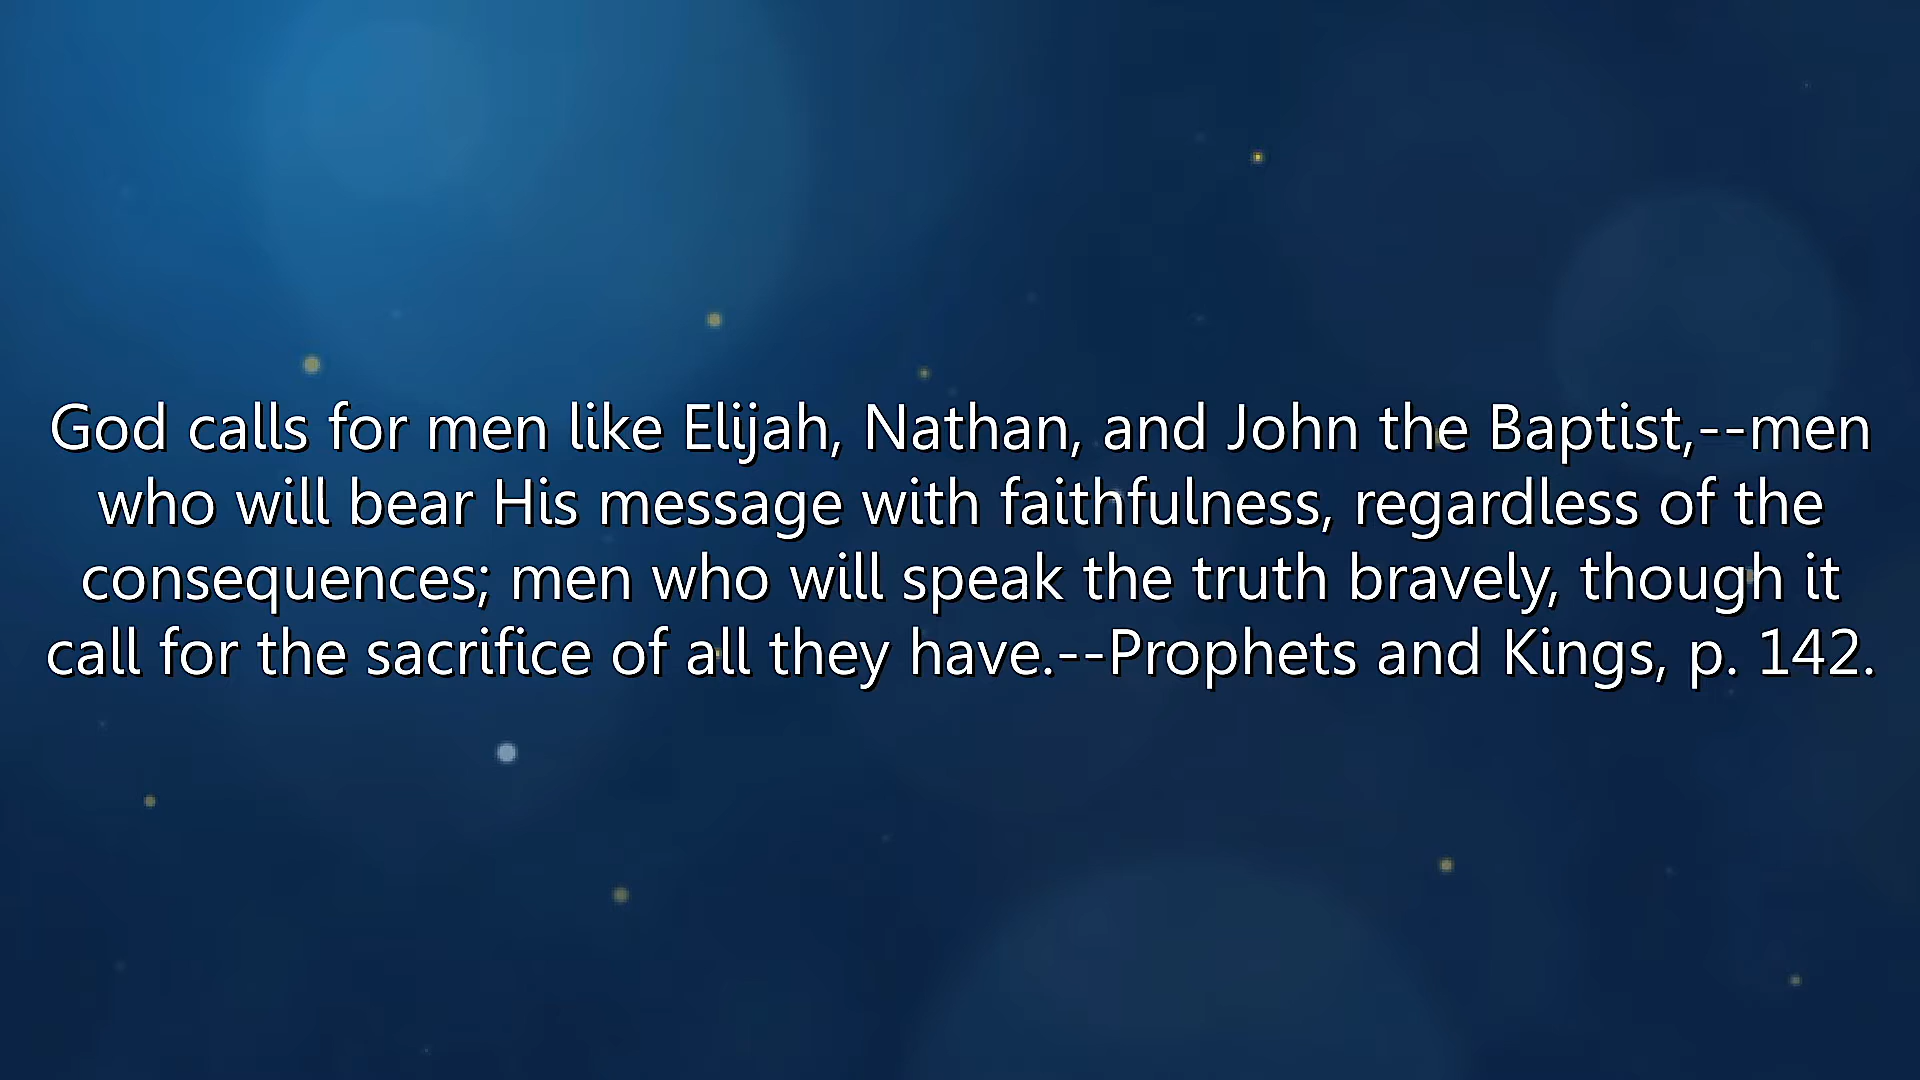 God calls for men like Elijah, Nathan, and John the Baptist,--men
who will bear His message with faithfulness, regardless of the
consequences; men who will speak the truth bravely, though it
call for the sacrifice of all they have.--Prophets and Kings, p. 142.